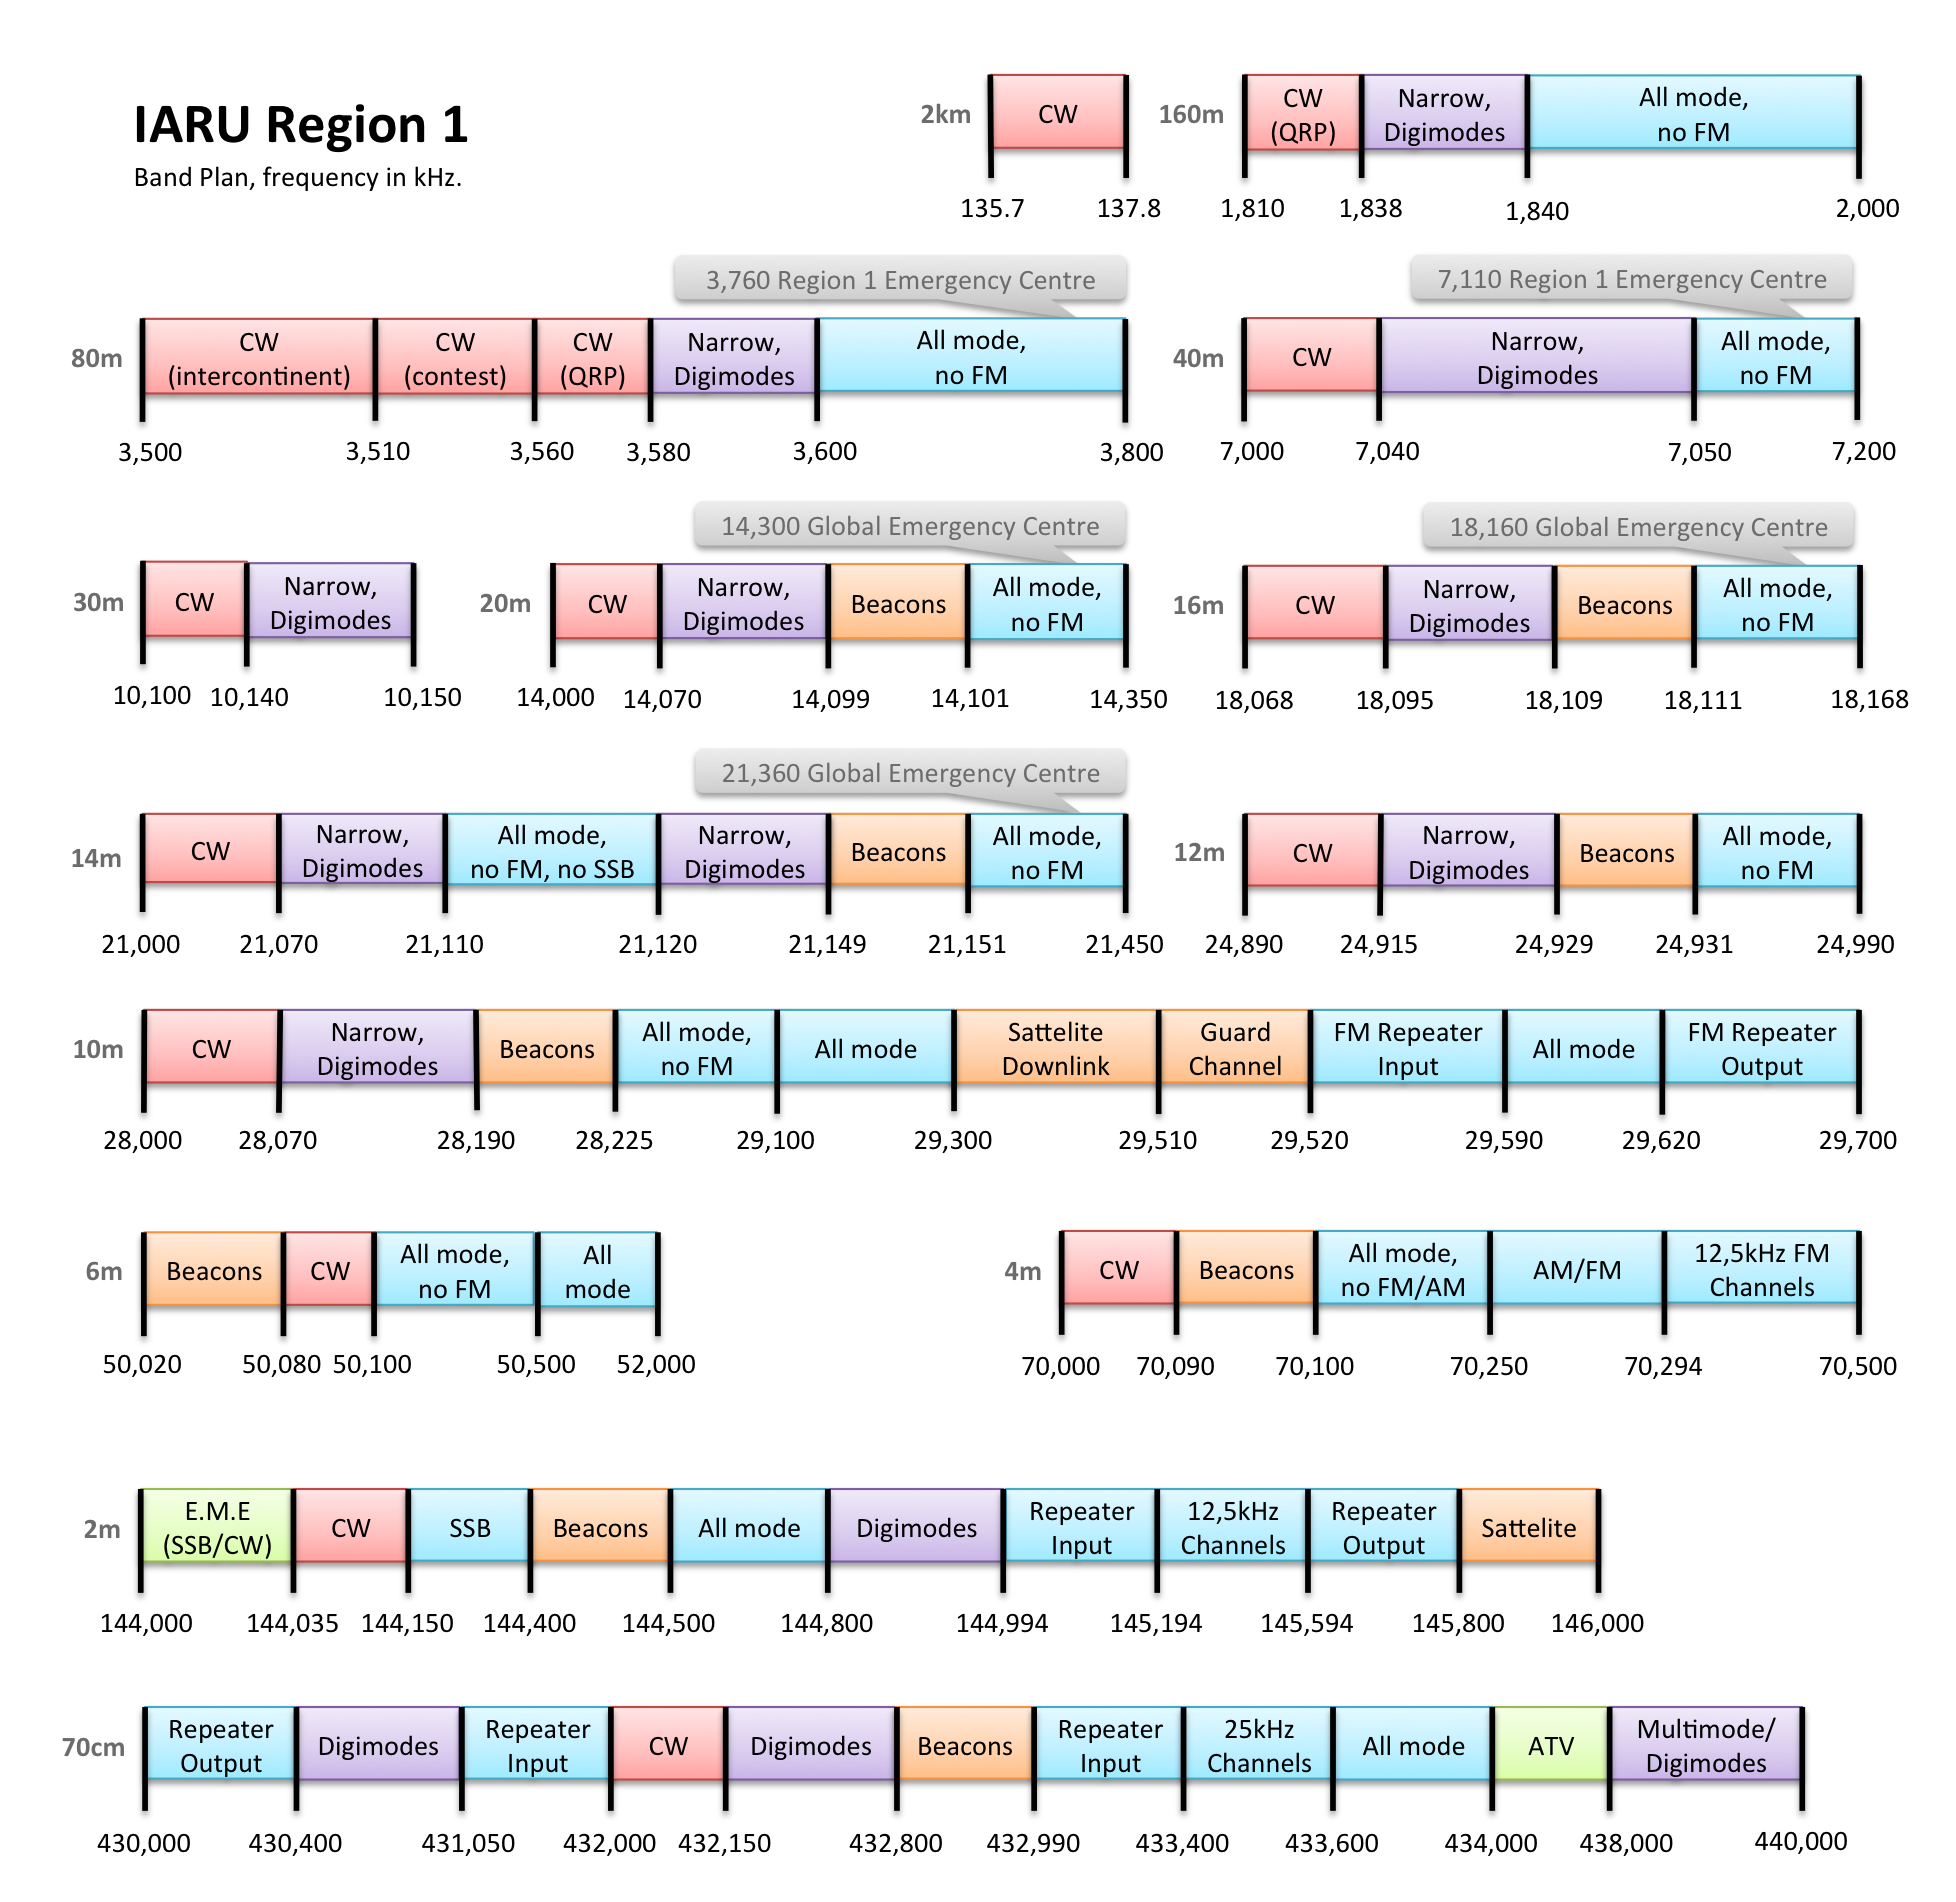 IARU Region 1
Band Plan, frequency in kHz.
2km
CW
135.7
137.8
160m
CW
(QRP)
Narrow,
Digimodes
All mode,
no FM
1,810
1,838
1,840
2,000
3,760 Region 1 Emergency Centre
80m
CW
(intercontinent)
CW
(contest)
CW
(QRP)
Narrow,
Digimodes
All mode,
no FM
3,500
3,510
3,560
3,580
3,600
3,800
7,110 Region 1 Emergency Centre
40m
CW
Narrow,
Digimodes
All mode,
no FM
7,000
7,040
7,050
7,200
30m
CW
Narrow,
Digimodes
10,100
10,140
10,150
14,300 Global Emergency Centre
20m
CW
Narrow,
Digimodes
Beacons
All mode,
no FM
14,000
14,070
14,099
14,101
14,350
18,160 Global Emergency Centre
16m
CW
Narrow,
Digimodes
Beacons
All mode,
no FM
18,068
18,095
18,109
18,111
18,168
21,360 Global Emergency Centre
14m
CW
Narrow,
Digimodes
All mode,
no FM, no SSB
Narrow,
Digimodes
Beacons
All mode,
no FM
21,000
21,070
21,110
21,120
21,149
21,151
21,450
12m
CW
Narrow,
Digimodes
Beacons
All mode,
no FM
24,890
24,915
24,929
24,931
24,990
10m
CW
Narrow,
Digimodes
Beacons
All mode,
no FM
All mode
Sattelite
Downlink
Guard
Channel
FM Repeater
Input
All mode
FM Repeater
Output
28,000
28,070
28,190
28,225
29,100
29,300
29,510
29,520
29,590
29,620
29,700
6m
Beacons
CW
All mode,
no FM
All
mode
50,020
50,080
50,100
50,500
52,000
4m
CW
Beacons
All mode,
no FM/AM
AM/FM
12,5kHz FM
Channels
70,000
70,090
70,100
70,250
70,294
70,500
2m
E.M.E
(SSB/CW)
CW
SSB
Beacons
All mode
Digimodes
Repeater
Input
12,5kHz
Channels
Repeater
Output
Sattelite
144,000
144,035
144,150
144,400
144,500
144,800
144,994
145,194
145,594
145,800
146,000
70cm
Repeater
Output
Digimodes
Repeater
Input
CW
Digimodes
Beacons
Repeater
Input
25kHz
Channels
All mode
ATV
Multimode/
Digimodes
430,000
430,400
431,050
432,000
432,150
432,800
432,990
433,400
433,600
434,000
438,000
440,000